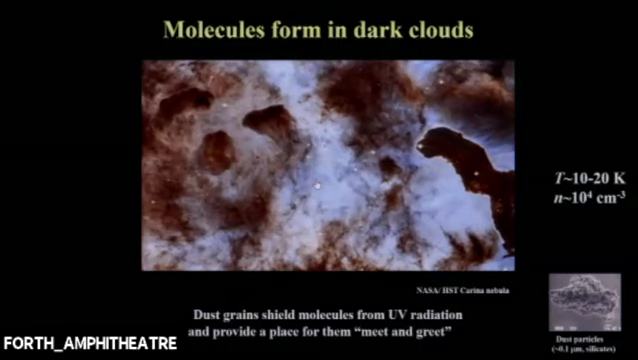 Molecules form in dark clouds
T~10-20 K
n~10⁴ cm⁻³
NASA/ HST Carina nebula
Dust grains shield molecules from UV radiation
and provide a place for them “meet and greet”
Dust particles
(~0.1 μm, silicates)
FORTH_AMPHITHEATRE